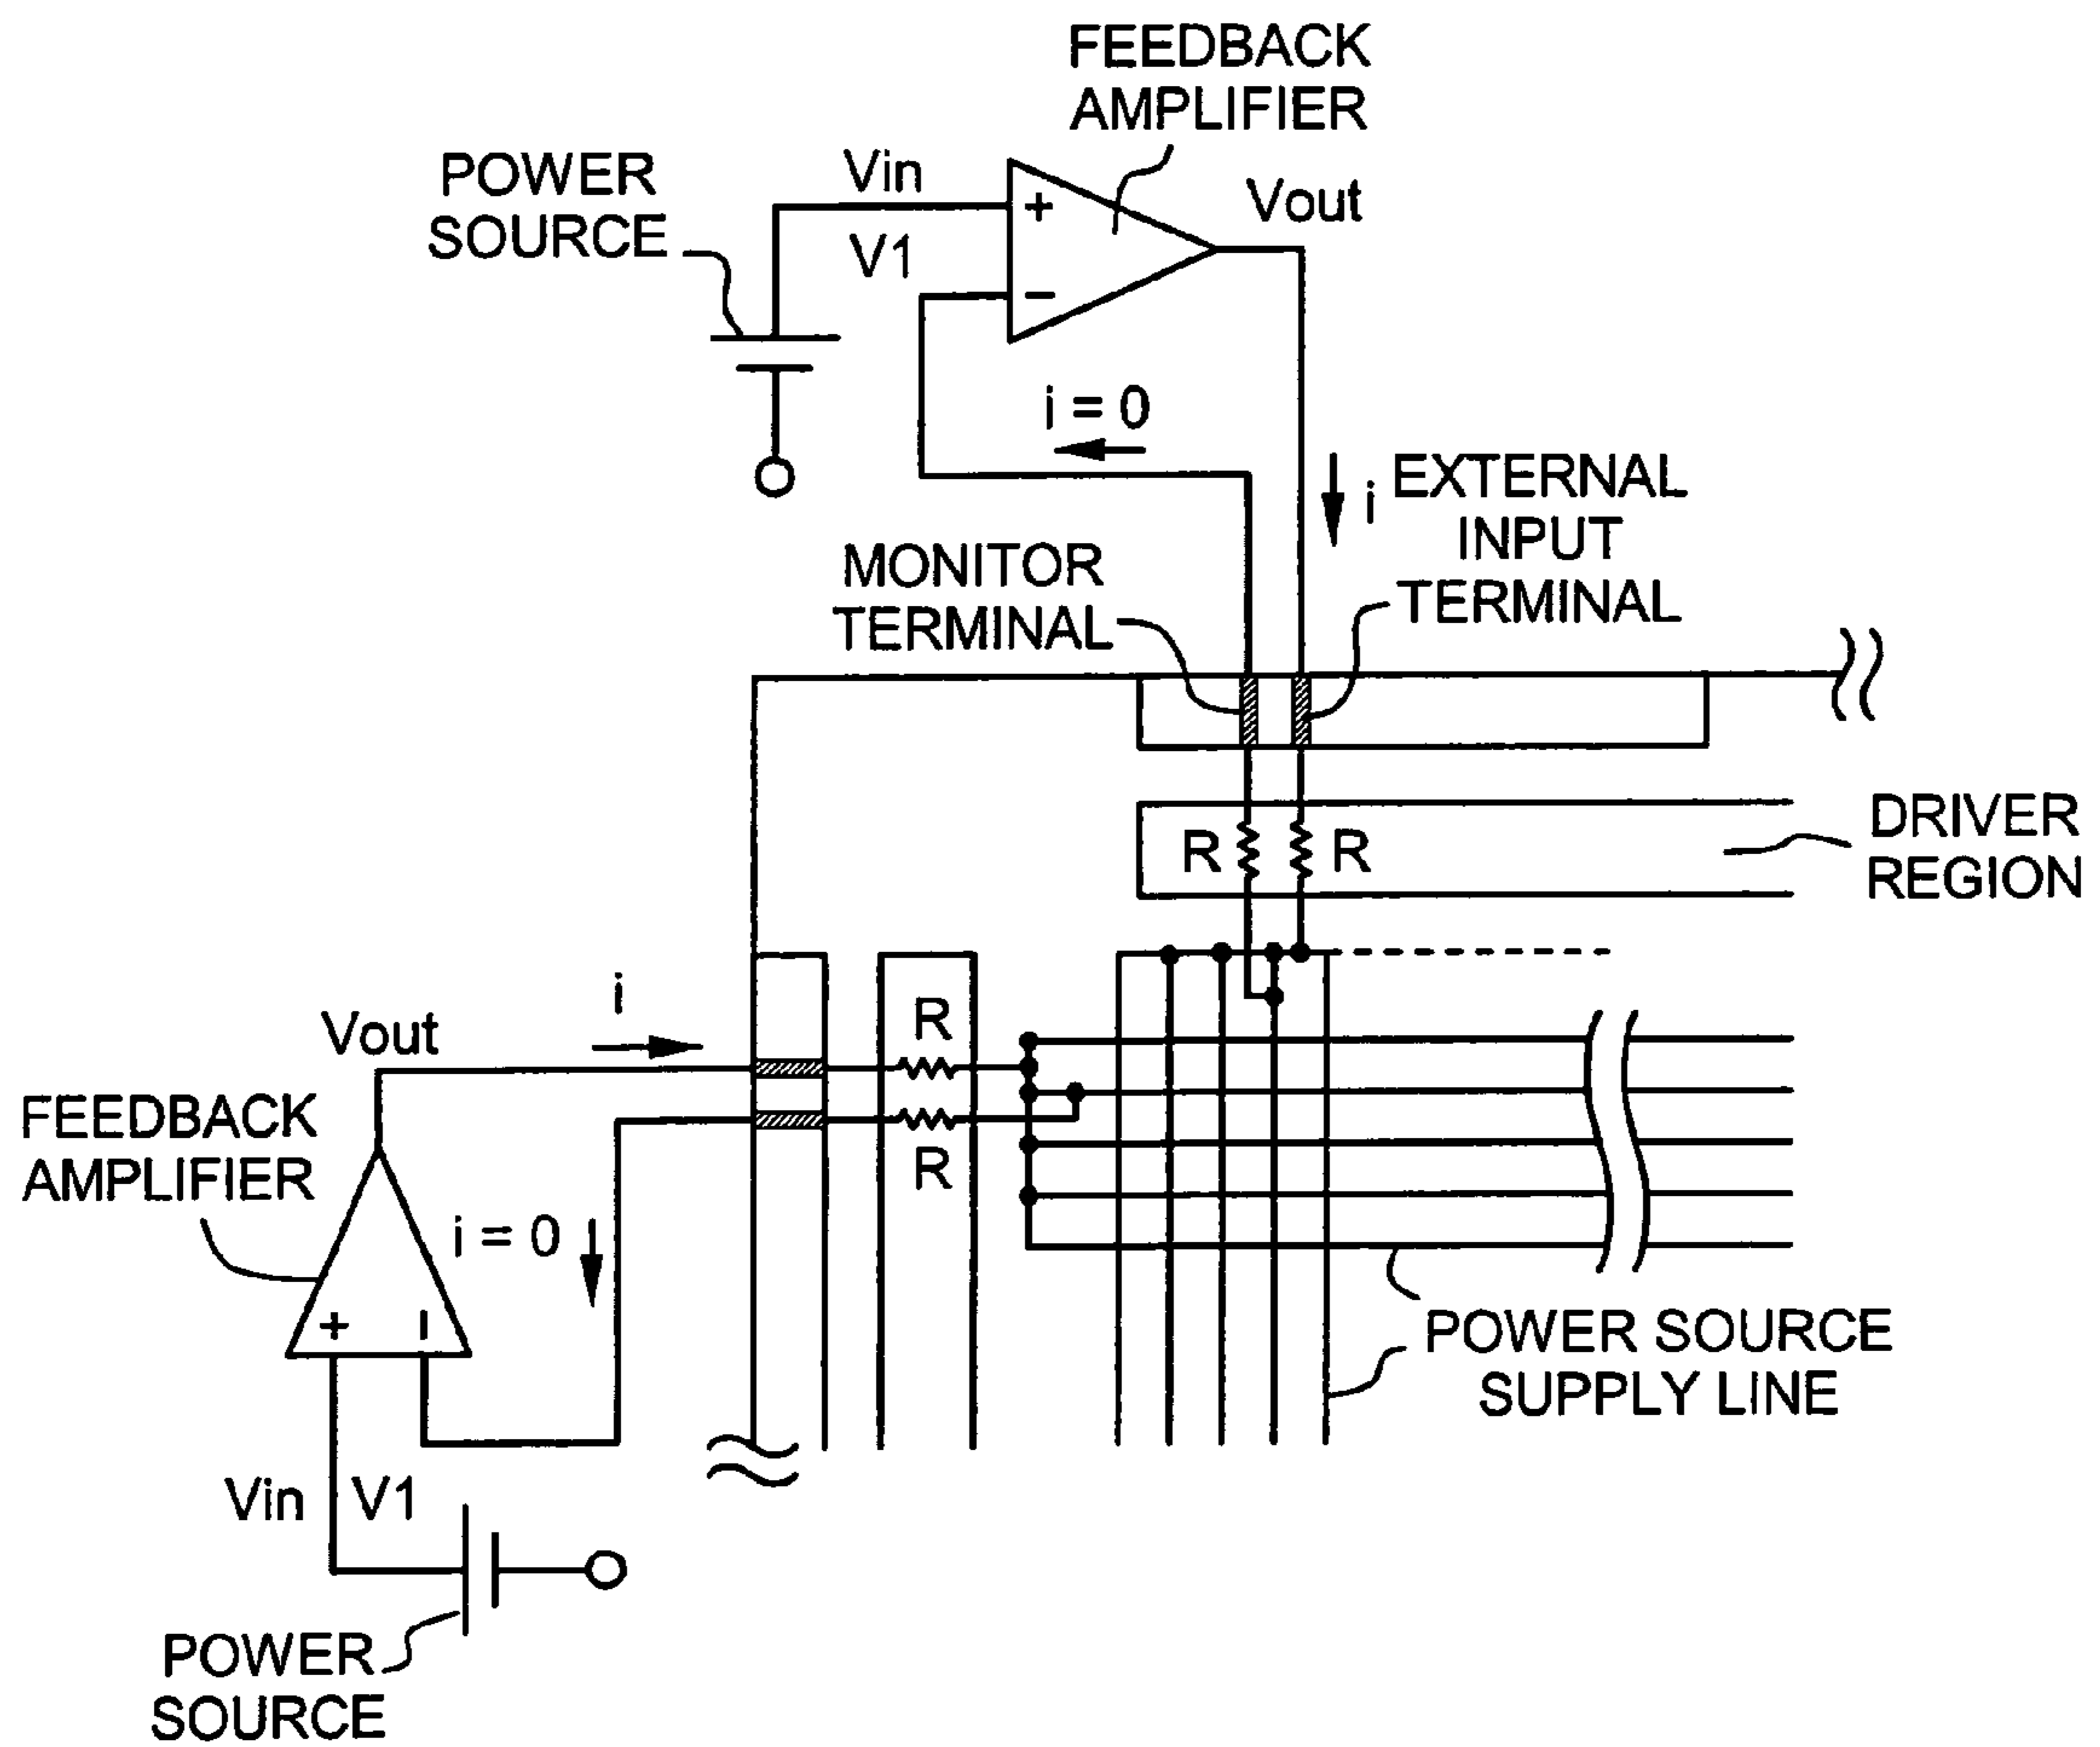 FEEDBACK
AMPLIFIER
POWER
SOURCE
Vin
V1
+
−
Vout
i = 0
i
EXTERNAL
INPUT
TERMINAL
MONITOR
TERMINAL
R
R
DRIVER
REGION
i
Vout
R
R
FEEDBACK
AMPLIFIER
i = 0
+
−
POWER SOURCE
SUPPLY LINE
Vin
V1
POWER
SOURCE